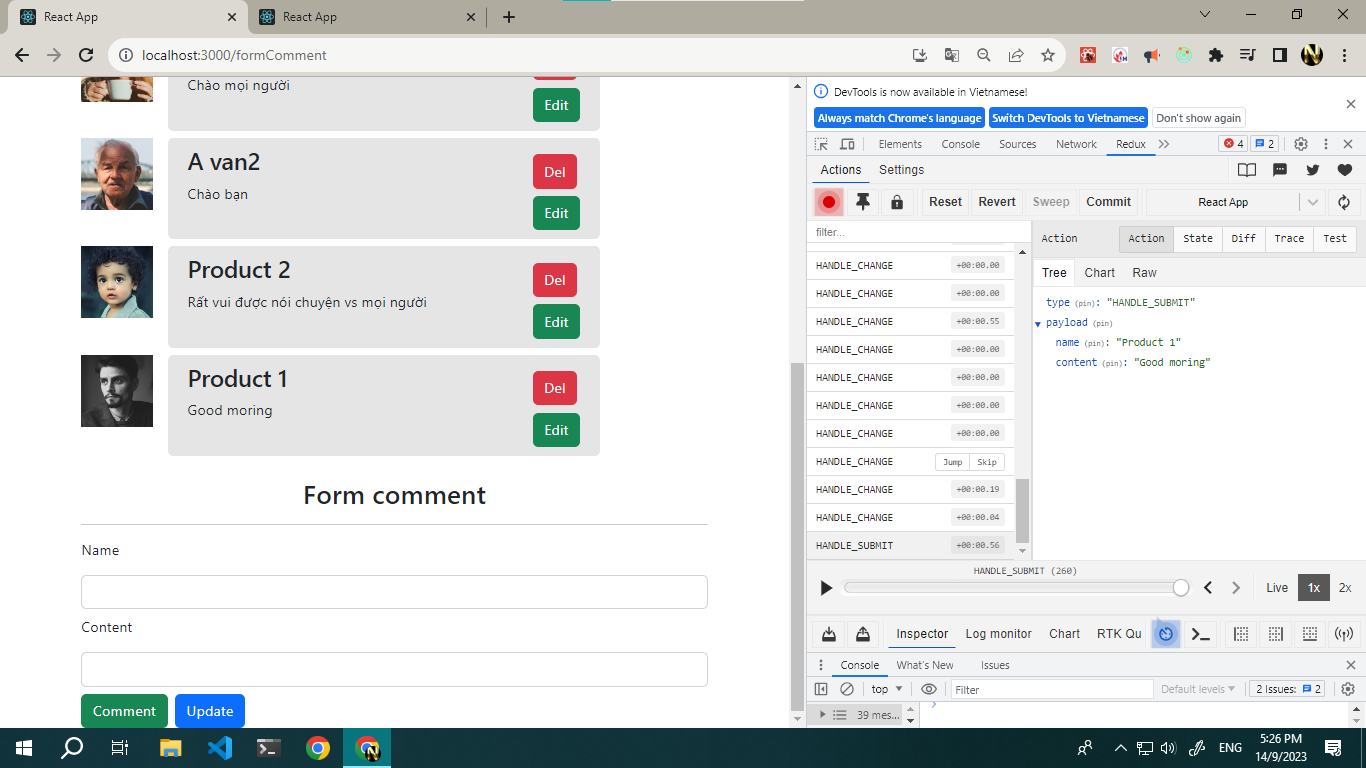 React App
React App
localhost:3000/formComment
Chào mọi người
Edit
A van2
Chào bạn
Del
Edit
Product 2
Rất vui được nói chuyện vs mọi người
Del
Edit
Product 1
Good moring
Del
Edit
Form comment
Name
Content
Comment Update
DevTools is now available in Vietnamese!
Always match Chrome's language Switch DevTools to Vietnamese Don't show again
Elements Console Sources Network Redux 4 2
Actions Settings
Reset Revert Sweep Commit React App
filter...
HANDLE_CHANGE +00:00.00
HANDLE_CHANGE +00:00.00
HANDLE_CHANGE +00:00.55
HANDLE_CHANGE +00:00.00
HANDLE_CHANGE +00:00.00
HANDLE_CHANGE +00:00.00
HANDLE_CHANGE +00:00.00
HANDLE_CHANGE Jump Skip
HANDLE_CHANGE +00:00.19
HANDLE_CHANGE +00:00.04
HANDLE_SUBMIT +00:00.56
Action Action State Diff Trace Test
Tree Chart Raw
type (pin): "HANDLE_SUBMIT"
payload (pin)
name (pin): "Product 1"
content (pin): "Good moring"
HANDLE_SUBMIT (260)
Live 1x 2x
Inspector Log monitor Chart RTK Qu
Console What's New Issues
top Filter Default levels 2 Issues: 2
39 mes...
ENG 5:26 PM
14/9/2023